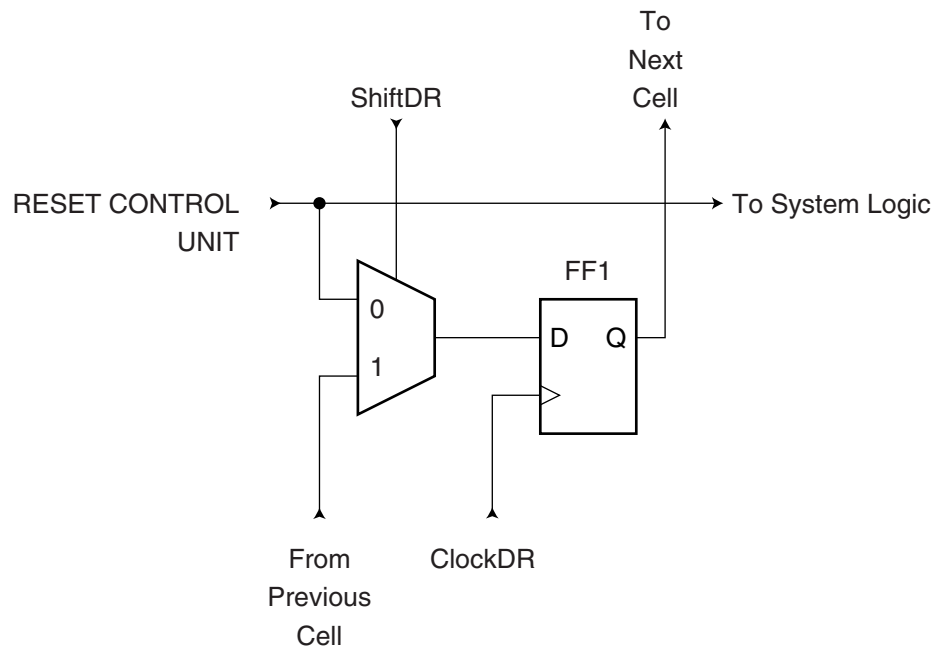 To
Next
Cell
ShiftDR
RESET CONTROL
UNIT
To System Logic
FF1
0
D
Q
1
From
Previous
Cell
ClockDR